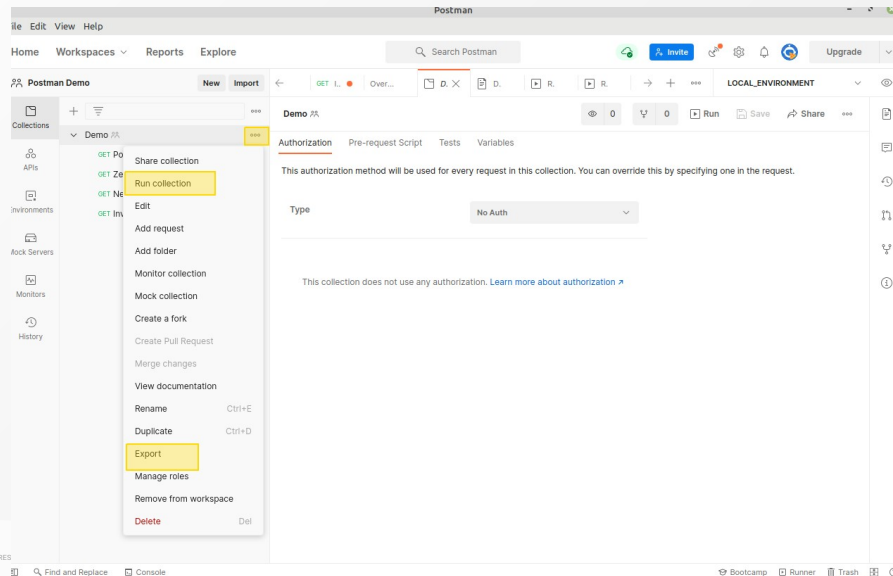 Postman
ile Edit View Help
Home Workspaces Reports Explore Search Postman Invite Upgrade
Postman Demo New Import GET I.. Over... D. D. R. R. LOCAL_ENVIRONMENT
Collections
APIs
nvironments
Mock Servers
Monitors
History
Demo
GET Po
GET Ze
GET Ne
GET Inv
Share collection
Run collection
Edit
Add request
Add folder
Monitor collection
Mock collection
Create a fork
Create Pull Request
Merge changes
View documentation
Rename Ctrl+E
Duplicate Ctrl+D
Export
Manage roles
Remove from workspace
Delete Del
Demo 0 0 Run Save Share
Authorization Pre-request Script Tests Variables
This authorization method will be used for every request in this collection. You can override this by specifying one in the request.
Type No Auth
This collection does not use any authorization. Learn more about authorization ↗
RES
Find and Replace Console Bootcamp Runner Trash